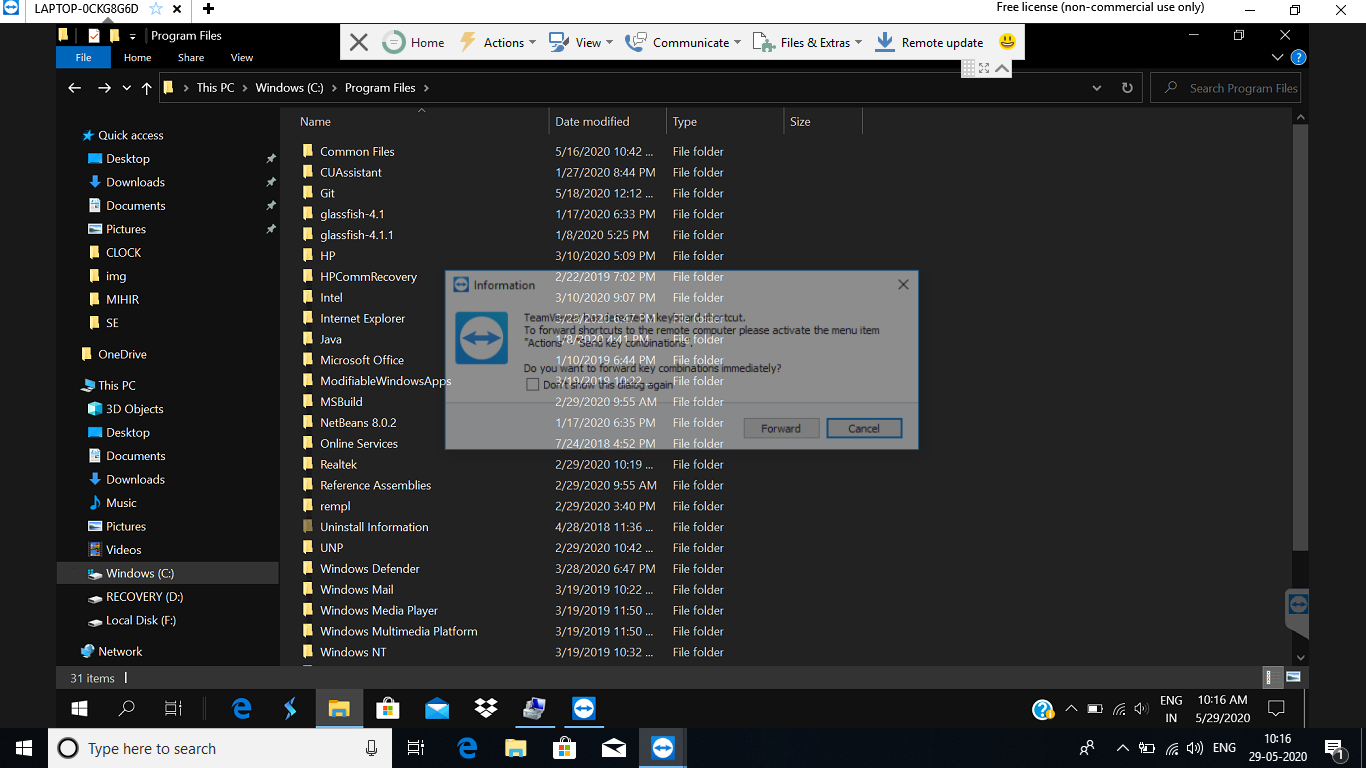 LAPTOP-0CKG8G6D
Free license (non-commercial use only)
Program Files
Home
Actions
View
Communicate
Files & Extras
Remote update
File
Home
Share
View
This PC
Windows (C:)
Program Files
Search Program Files
Name
Date modified
Type
Size
Quick access
Desktop
Downloads
Documents
Pictures
CLOCK
img
MIHIR
SE
OneDrive
This PC
3D Objects
Desktop
Documents
Downloads
Music
Pictures
Videos
Windows (C:)
RECOVERY (D:)
Local Disk (F:)
Network
Common Files 5/16/2020 10:42 ... File folder
CUAssistant 1/27/2020 8:44 PM File folder
Git 5/18/2020 12:12 ... File folder
glassfish-4.1 1/17/2020 6:33 PM File folder
glassfish-4.1.1 1/8/2020 5:25 PM File folder
HP 3/10/2020 5:09 PM File folder
HPCommRecovery 2/22/2019 7:02 PM File folder
Intel 3/10/2020 9:07 PM File folder
Internet Explorer File folder
Java 1/8/2020 4:41 PM File folder
Microsoft Office 1/10/2019 6:44 PM File folder
ModifiableWindowsApps 3/19/2019 10:22 ... File folder
MSBuild 2/29/2020 9:55 AM File folder
NetBeans 8.0.2 1/17/2020 6:35 PM File folder
Online Services 7/24/2018 4:52 PM File folder
Realtek 2/29/2020 10:19 ... File folder
Reference Assemblies 2/29/2020 9:55 AM File folder
rempl 2/29/2020 3:40 PM File folder
Uninstall Information 4/28/2018 11:36 ... File folder
UNP 2/29/2020 10:42 ... File folder
Windows Defender 3/28/2020 6:47 PM File folder
Windows Mail 3/19/2019 10:22 ... File folder
Windows Media Player 3/19/2019 11:50 ... File folder
Windows Multimedia Platform 3/19/2019 11:50 ... File folder
Windows NT 3/19/2019 10:32 ... File folder
Information
shortcut.
To forward shortcuts to the remote computer please activate the menu item
"Actions" "Send key combinations".
Do you want to forward key combinations immediately?
Don't show this dialog again
Forward
Cancel
31 items
ENG
IN
10:16 AM
5/29/2020
Type here to search
ENG
10:16
29-05-2020
1